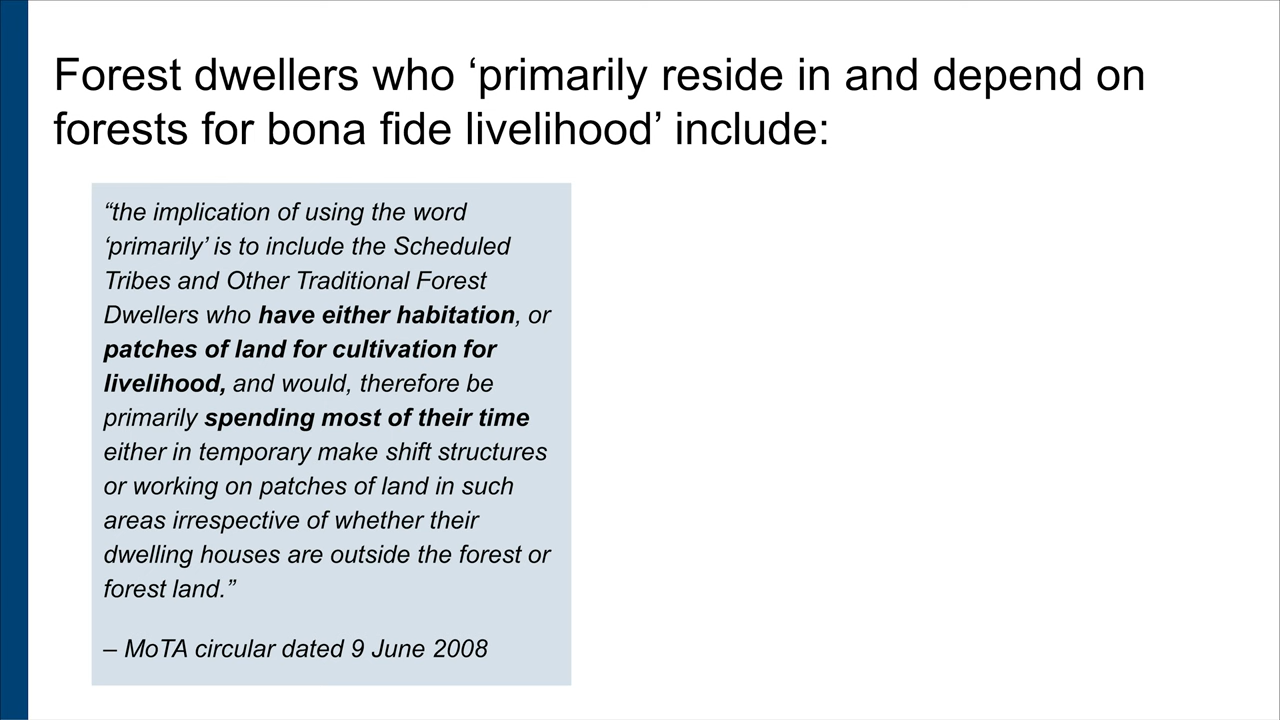 Forest dwellers who ‘primarily reside in and depend on
forests for bona fide livelihood’ include:
“the implication of using the word
‘primarily’ is to include the Scheduled
Tribes and Other Traditional Forest
Dwellers who have either habitation, or
patches of land for cultivation for
livelihood, and would, therefore be
primarily spending most of their time
either in temporary make shift structures
or working on patches of land in such
areas irrespective of whether their
dwelling houses are outside the forest or
forest land.”
– MoTA circular dated 9 June 2008